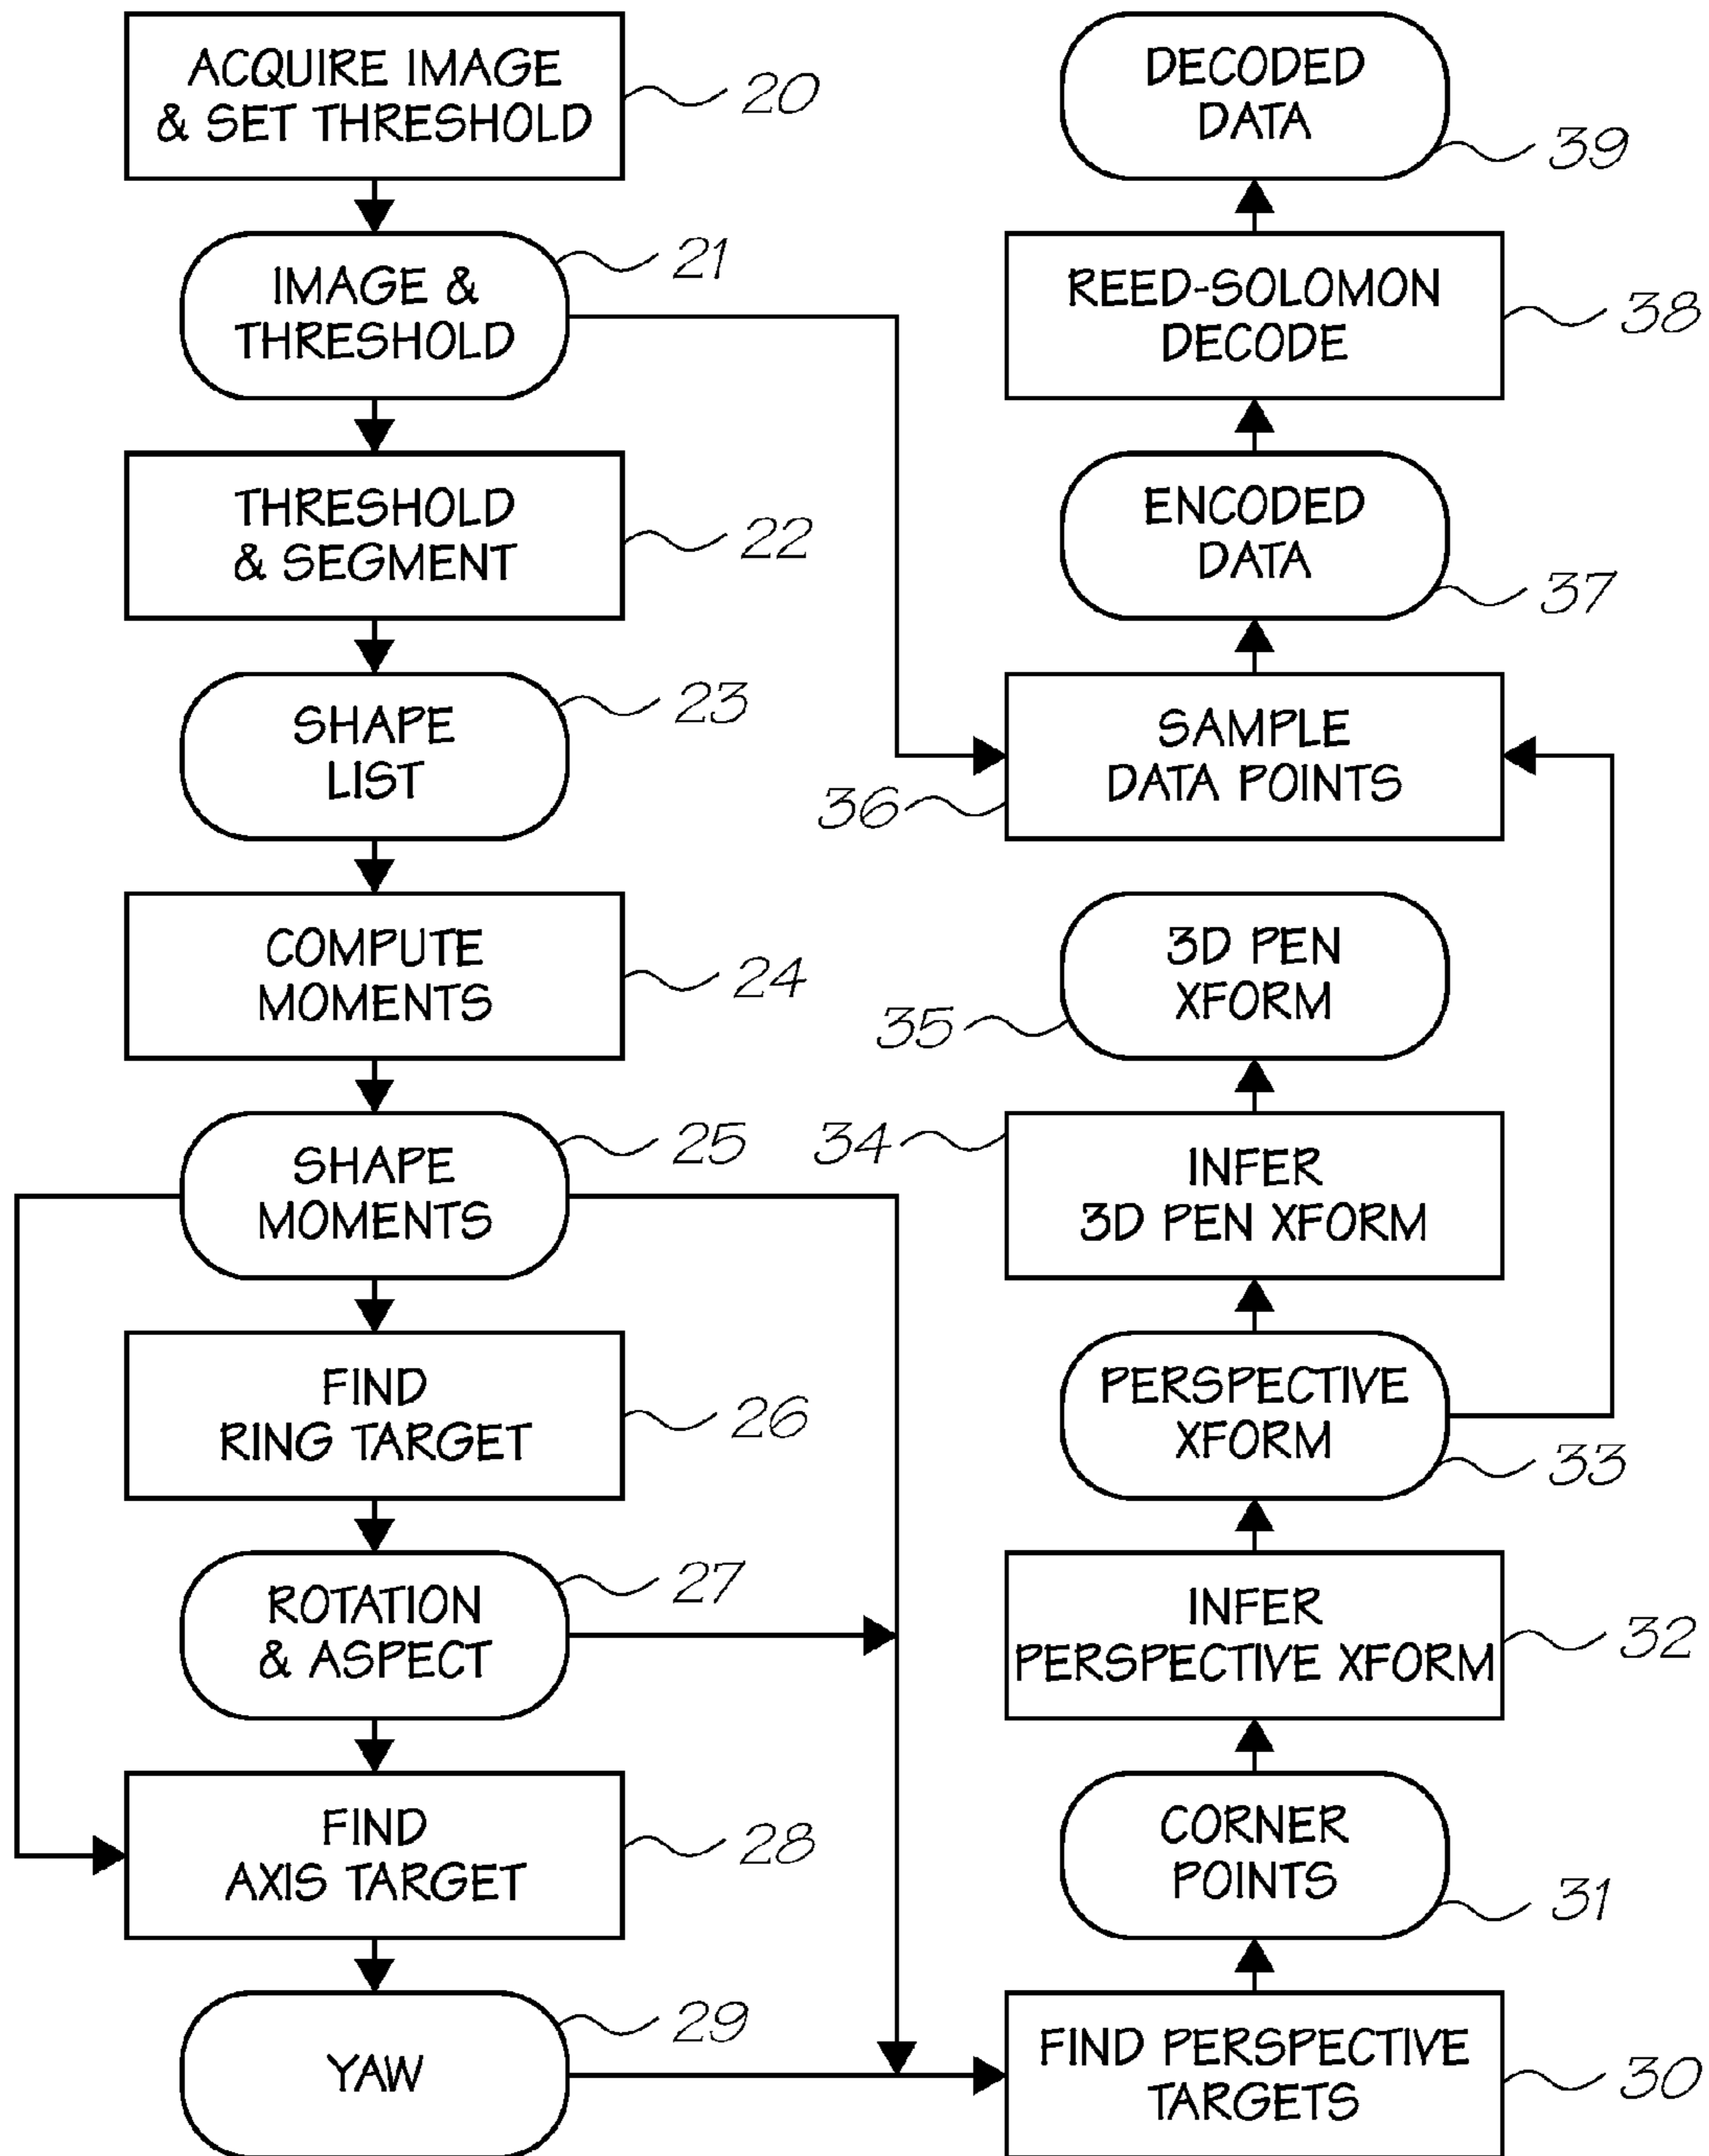 ACQUIRE IMAGE
& SET THRESHOLD
20
IMAGE &
THRESHOLD
21
THRESHOLD
& SEGMENT
22
SHAPE
LIST
23
COMPUTE
MOMENTS
24
SHAPE
MOMENTS
25
FIND
RING TARGET
26
ROTATION
& ASPECT
27
FIND
AXIS TARGET
28
YAW
29
DECODED
DATA
39
REED-SOLOMON
DECODE
38
ENCODED
DATA
37
SAMPLE
DATA POINTS
36
3D PEN
XFORM
35
34
INFER
3D PEN XFORM
PERSPECTIVE
XFORM
33
INFER
PERSPECTIVE XFORM
32
CORNER
POINTS
31
FIND PERSPECTIVE
TARGETS
30